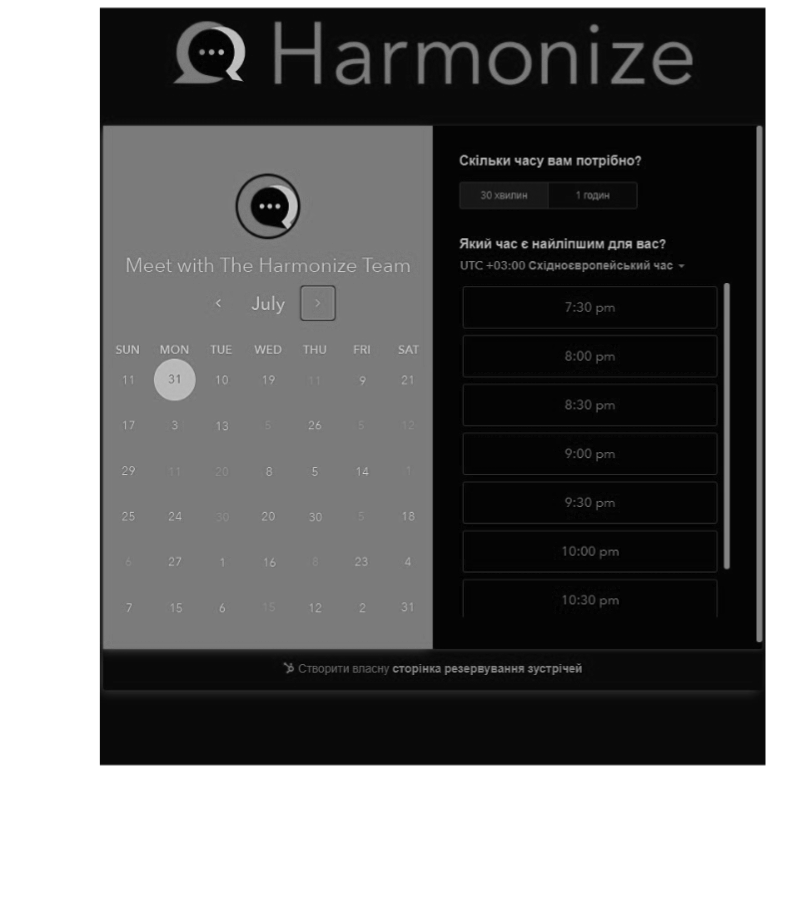 Harmonize
Meet with The Harmonize Team
July
SUN MON TUE WED THU FRI SAT
11 31 10 19 11 9 21
17 3 13 5 26 8 12
29 11 20 8 5 14 1
25 24 30 20 30 5 18
6 27 1 16 8 23 4
7 15 6 15 12 2 31
Скільки часу вам потрібно?
30 хвилин 1 годин
Який час є найліпшим для вас?
UTC +03:00 Східноєвропейський час
7:30 pm
8:00 pm
8:30 pm
9:00 pm
9:30 pm
10:00 pm
10:30 pm
Створити власну сторінка резервування зустрічей